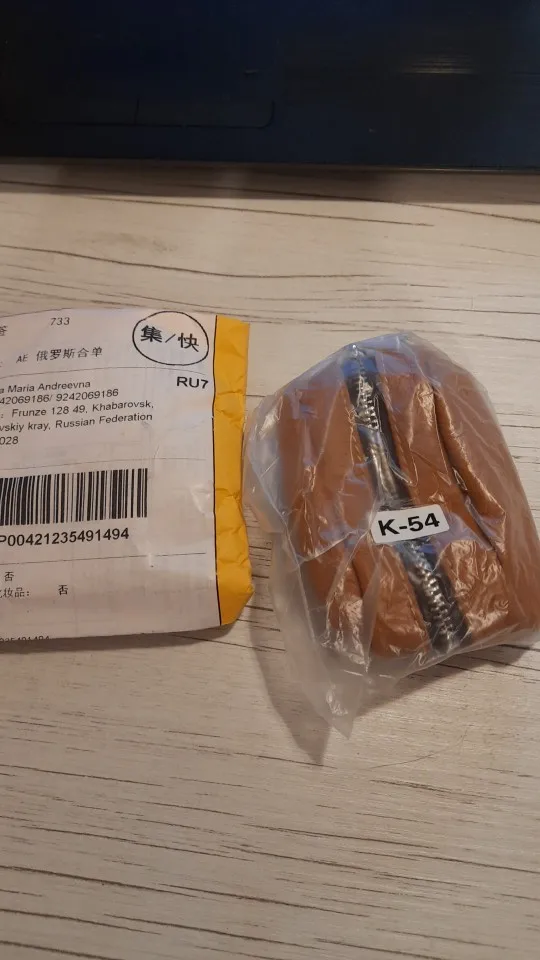 733
集/快
AE 俄罗斯合单
RU7
a Maria Andreevna
42069186/ 9242069186
: Frunze 128 49, Khabarovsk,
ovskiy kray, Russian Federation
028
P00421235491494
否
妆品: 否
K-54